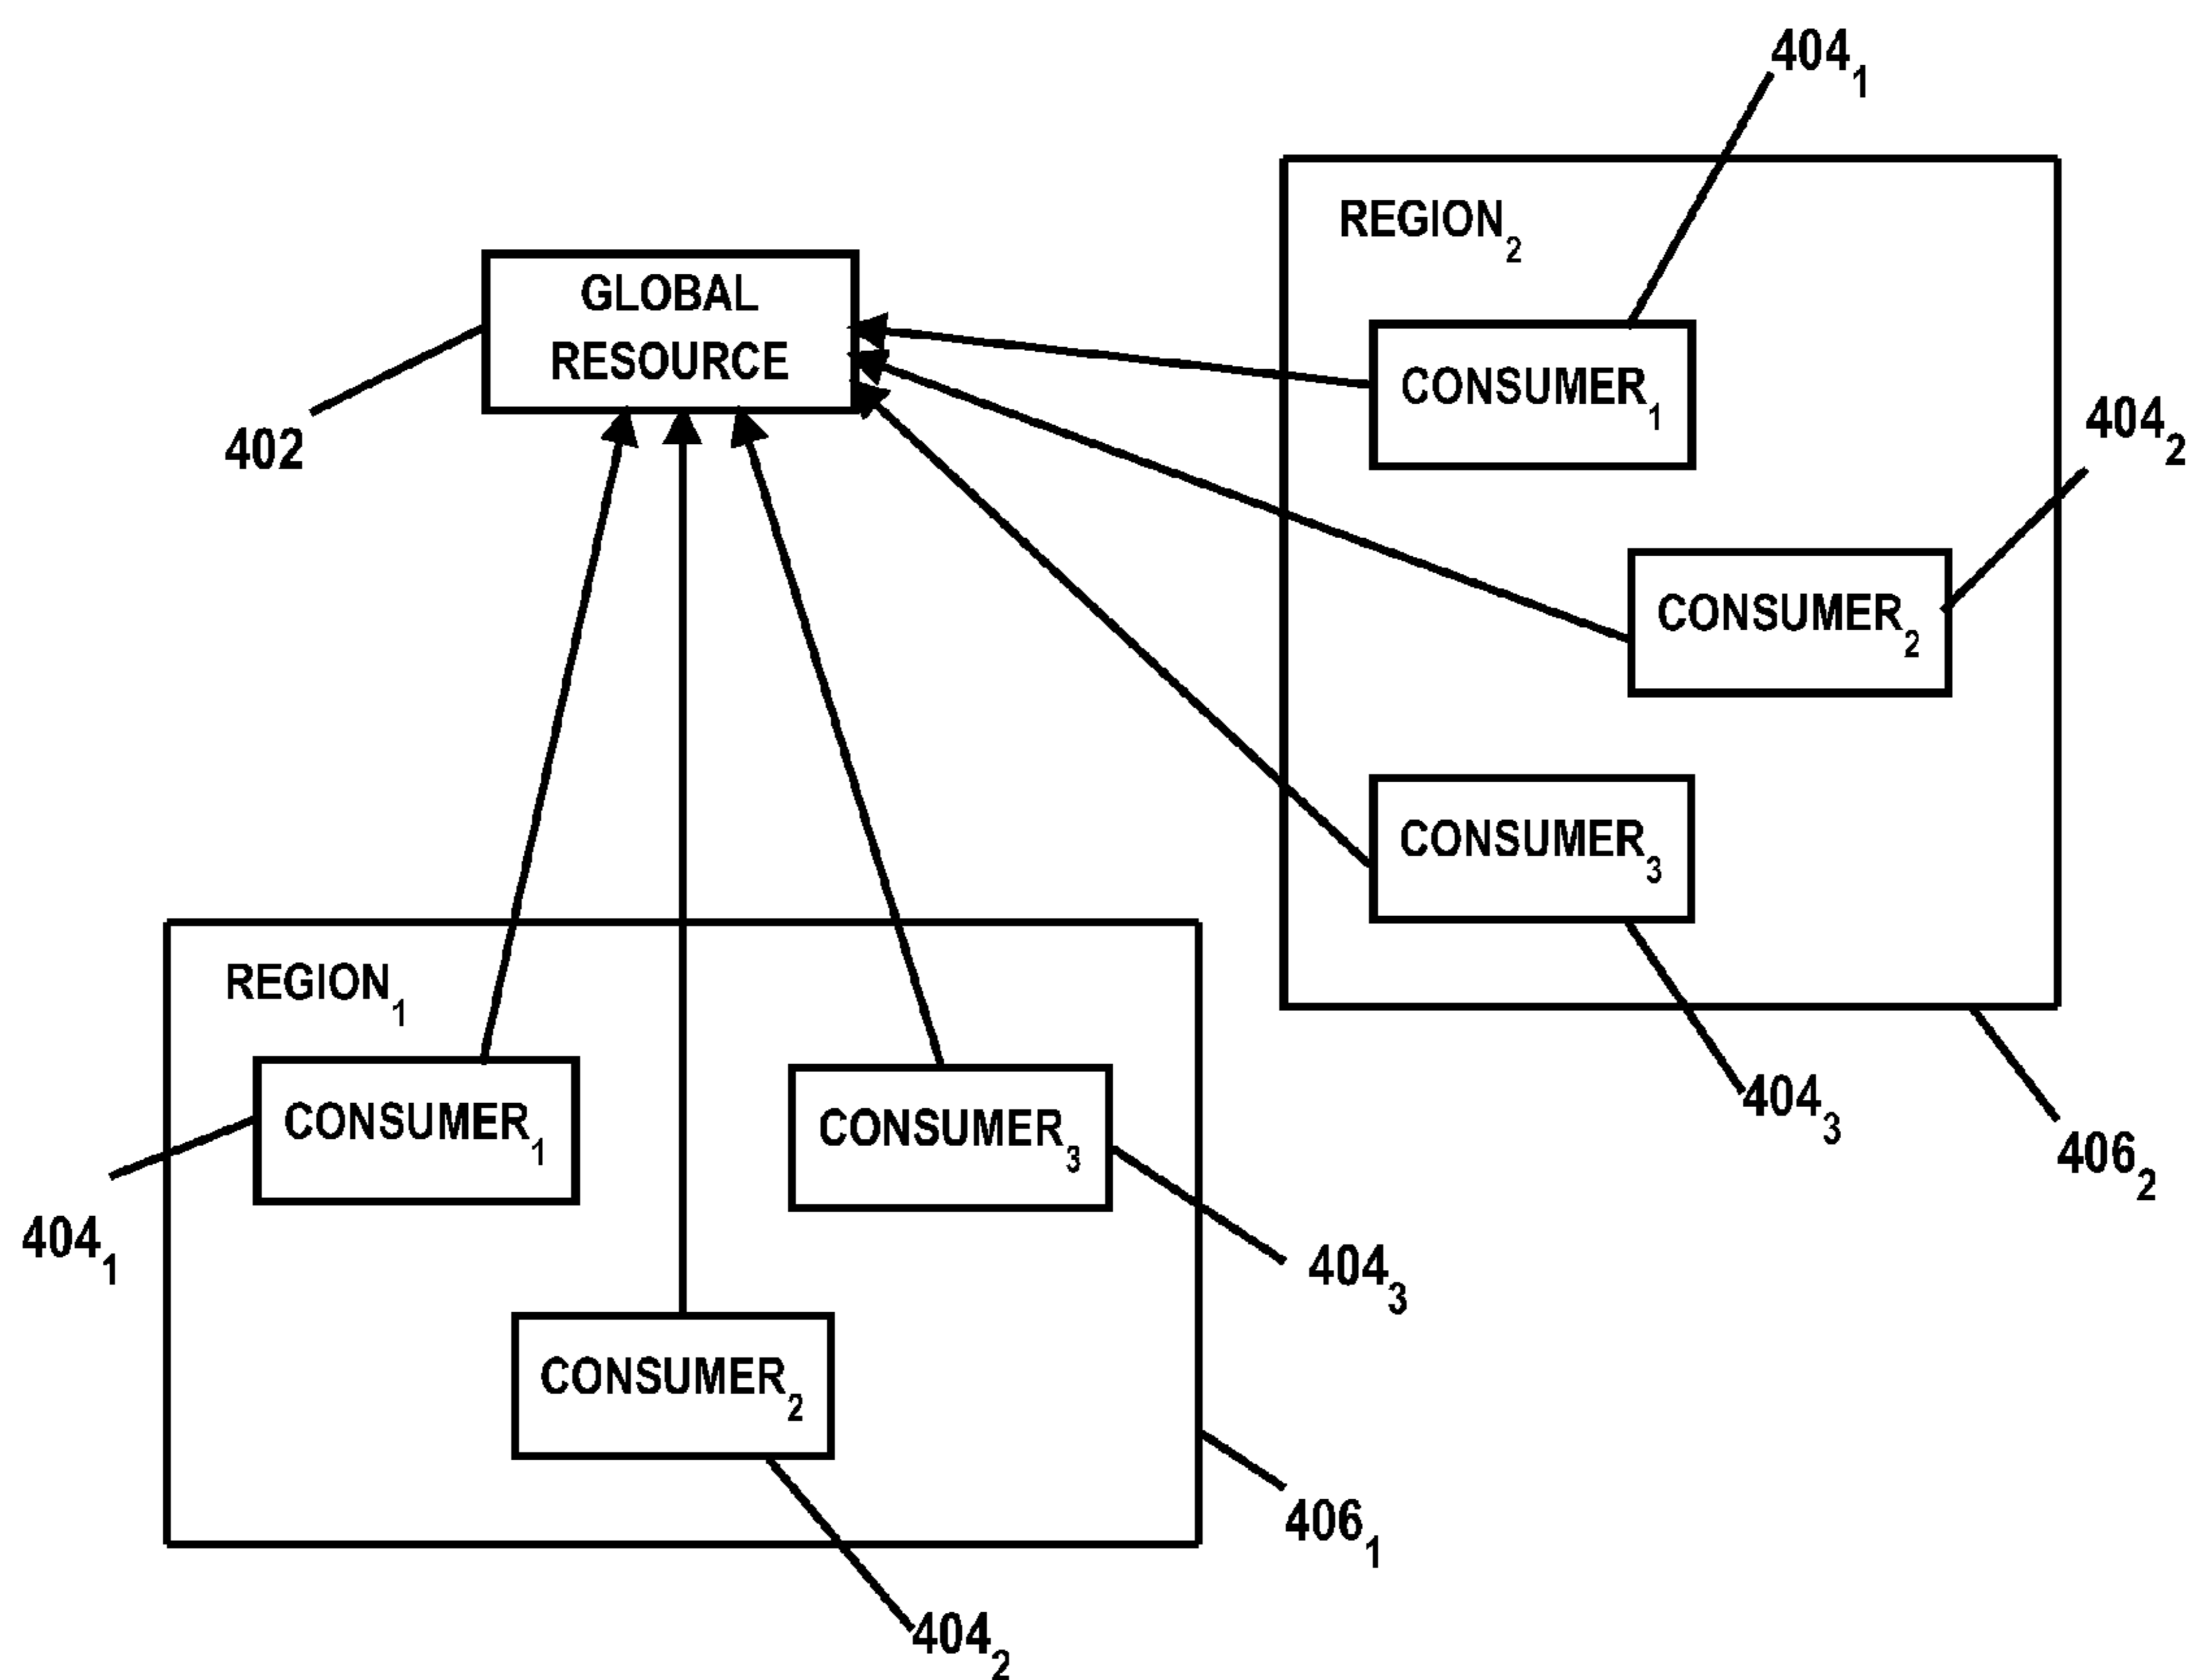 404₁
REGION₂
GLOBAL
RESOURCE
CONSUMER₁
402
404₂
CONSUMER₂
CONSUMER₃
REGION₁
404₃
406₂
CONSUMER₁
CONSUMER₃
404₁
404₃
CONSUMER₂
406₁
404₂